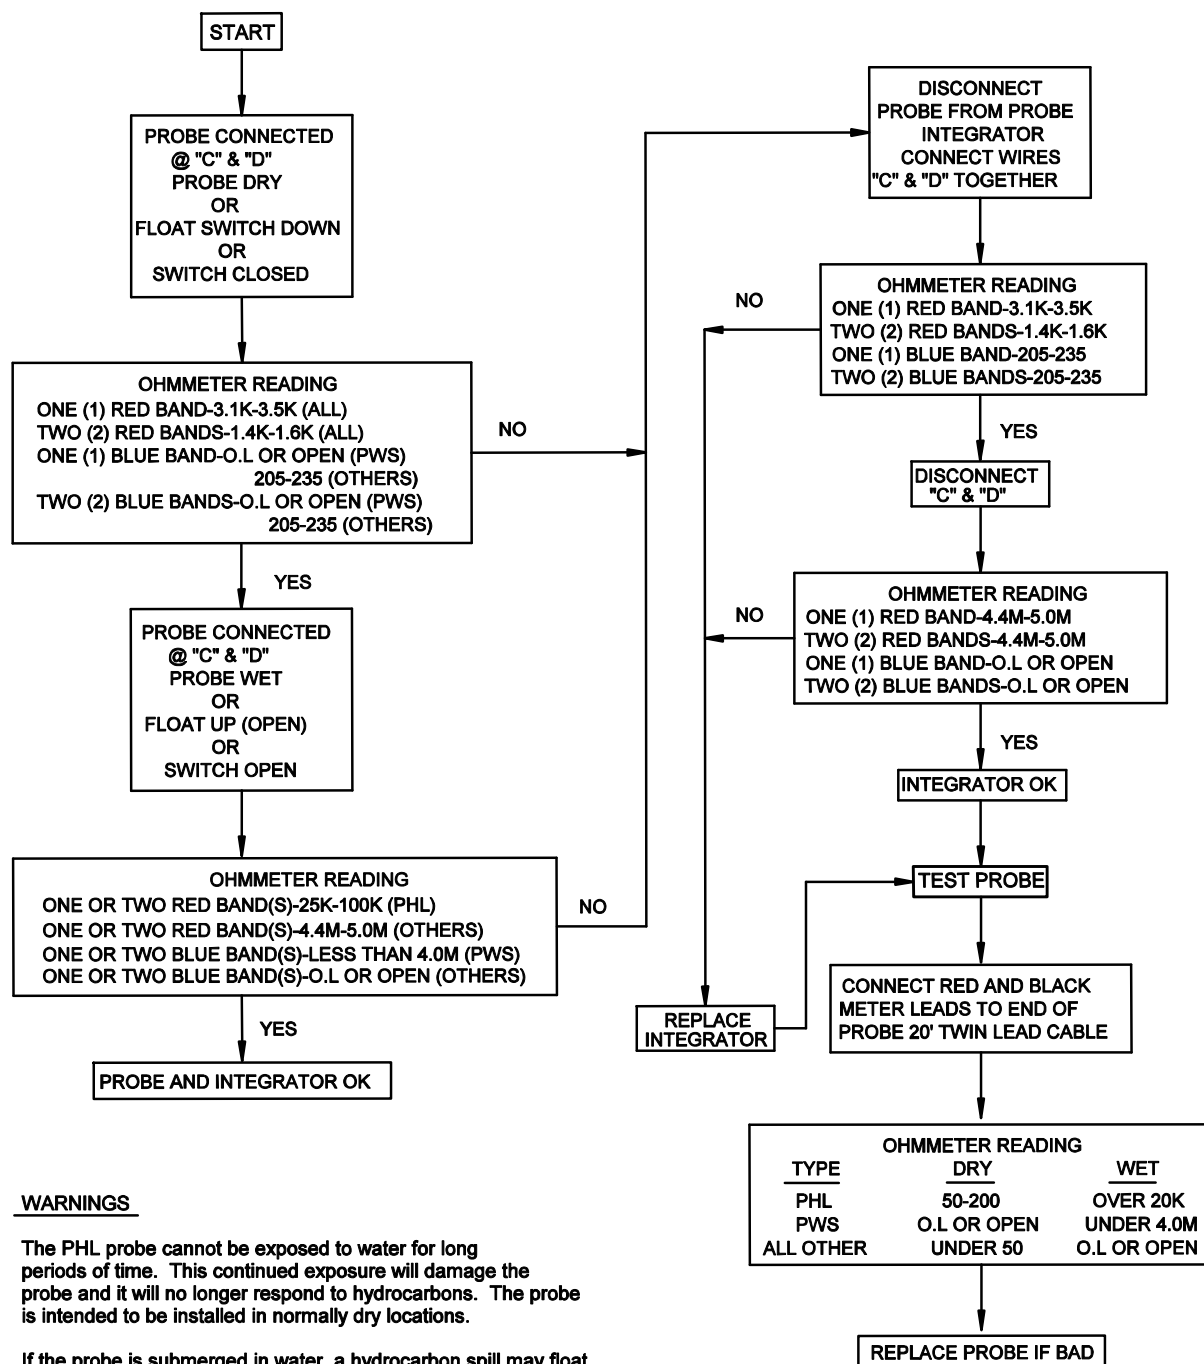 START
PROBE CONNECTED
@ "C" & "D"
PROBE DRY
OR
FLOAT SWITCH DOWN
OR
SWITCH CLOSED
OHMMETER READING
ONE (1) RED BAND-3.1K-3.5K (ALL)
TWO (2) RED BANDS-1.4K-1.6K (ALL)
ONE (1) BLUE BAND-O.L OR OPEN (PWS)
205-235 (OTHERS)
TWO (2) BLUE BANDS-O.L OR OPEN (PWS)
205-235 (OTHERS)
NO
YES
PROBE CONNECTED
@ "C" & "D"
PROBE WET
OR
FLOAT UP (OPEN)
OR
SWITCH OPEN
OHMMETER READING
ONE OR TWO RED BAND(S)-25K-100K (PHL)
ONE OR TWO RED BAND(S)-4.4M-5.0M (OTHERS)
ONE OR TWO BLUE BAND(S)-LESS THAN 4.0M (PWS)
ONE OR TWO BLUE BAND(S)-O.L OR OPEN (OTHERS)
NO
YES
PROBE AND INTEGRATOR OK
DISCONNECT
PROBE FROM PROBE
INTEGRATOR
CONNECT WIRES
"C" & "D" TOGETHER
OHMMETER READING
ONE (1) RED BAND-3.1K-3.5K
TWO (2) RED BANDS-1.4K-1.6K
ONE (1) BLUE BAND-205-235
TWO (2) BLUE BANDS-205-235
NO
YES
DISCONNECT
"C" & "D"
OHMMETER READING
ONE (1) RED BAND-4.4M-5.0M
TWO (2) RED BANDS-4.4M-5.0M
ONE (1) BLUE BAND-O.L OR OPEN
TWO (2) BLUE BANDS-O.L OR OPEN
NO
YES
INTEGRATOR OK
TEST PROBE
REPLACE
INTEGRATOR
CONNECT RED AND BLACK
METER LEADS TO END OF
PROBE 20' TWIN LEAD CABLE
OHMMETER READING
TYPE DRY WET
PHL 50-200 OVER 20K
PWS O.L OR OPEN UNDER 4.0M
ALL OTHER UNDER 50 O.L OR OPEN
REPLACE PROBE IF BAD
WARNINGS
The PHL probe cannot be exposed to water for long
periods of time. This continued exposure will damage the
probe and it will no longer respond to hydrocarbons. The probe
is intended to be installed in normally dry locations.
If the probe is submerged in water, a hydrocarbon spill may float